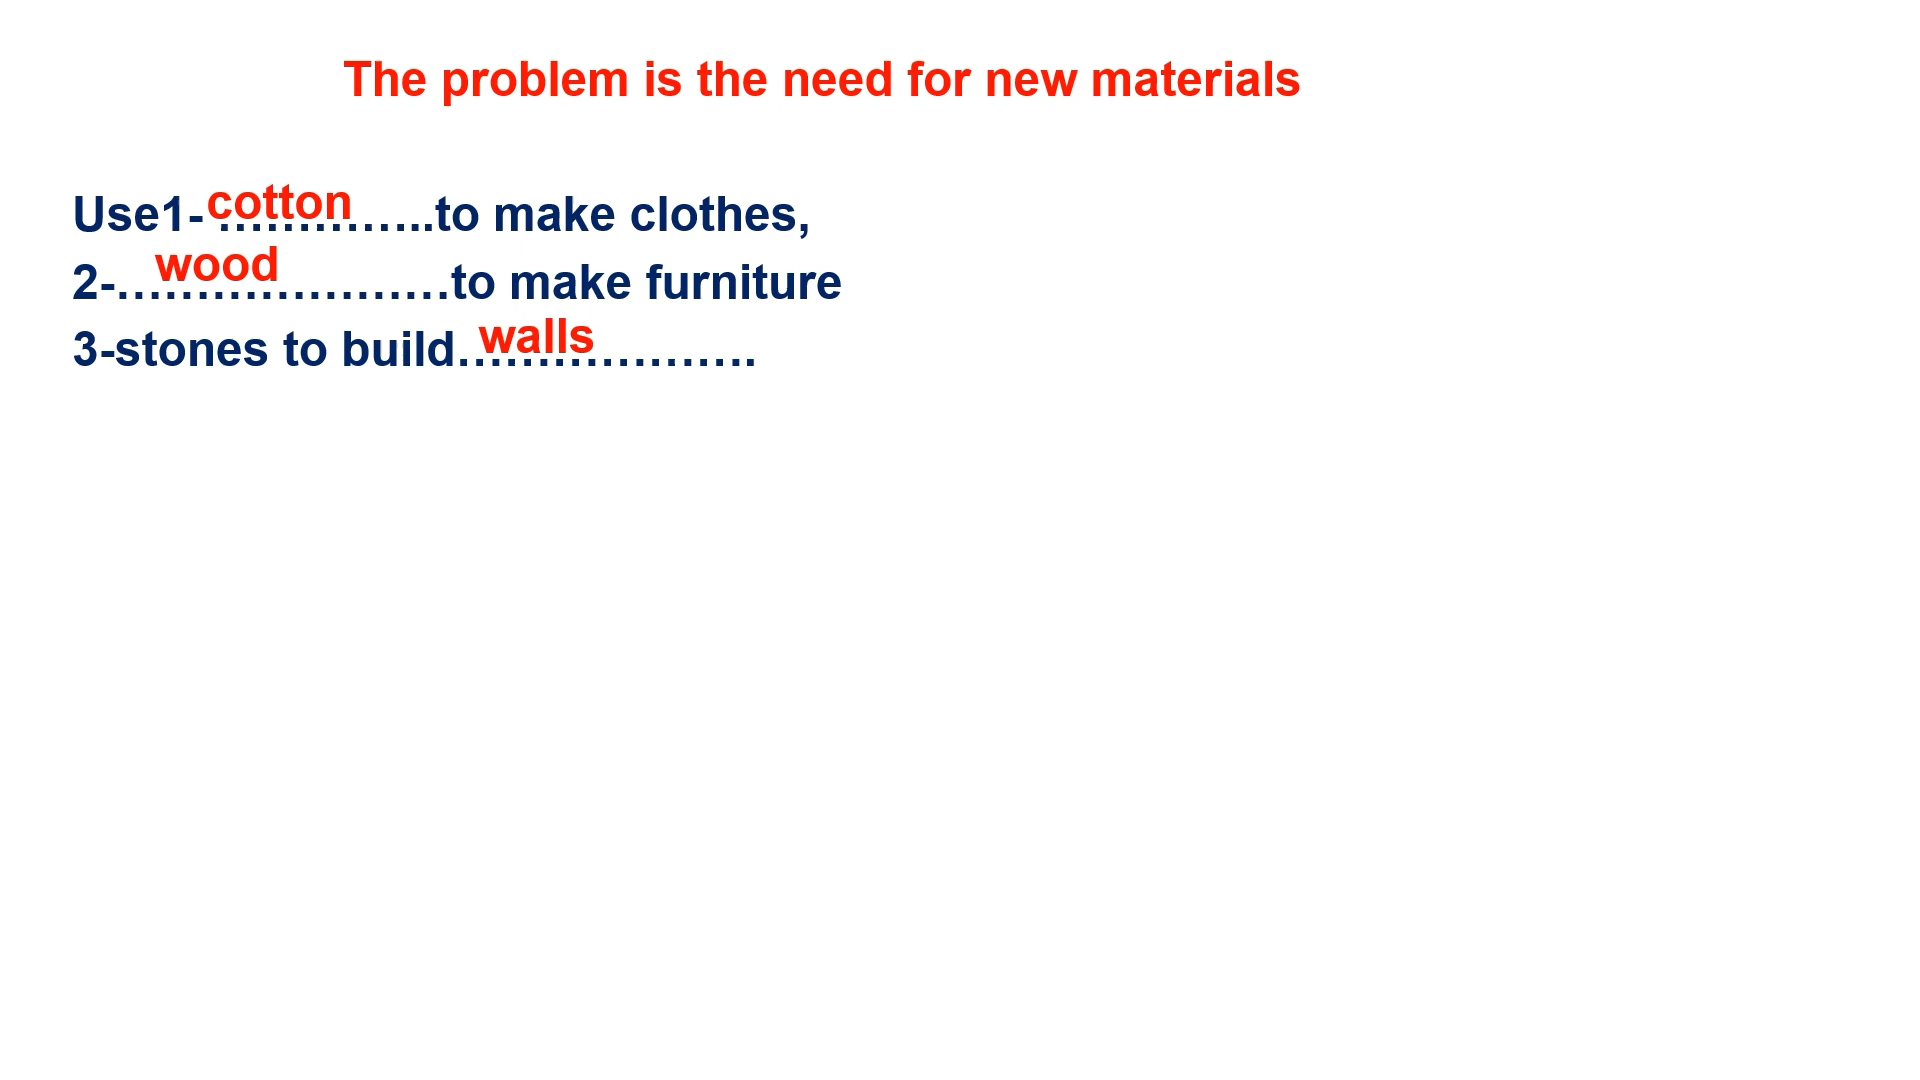 The problem is the need for new materials
Use1- cotton …………..to make clothes,
2-… wood ………………to make furniture
3-stones to build… walls …………….